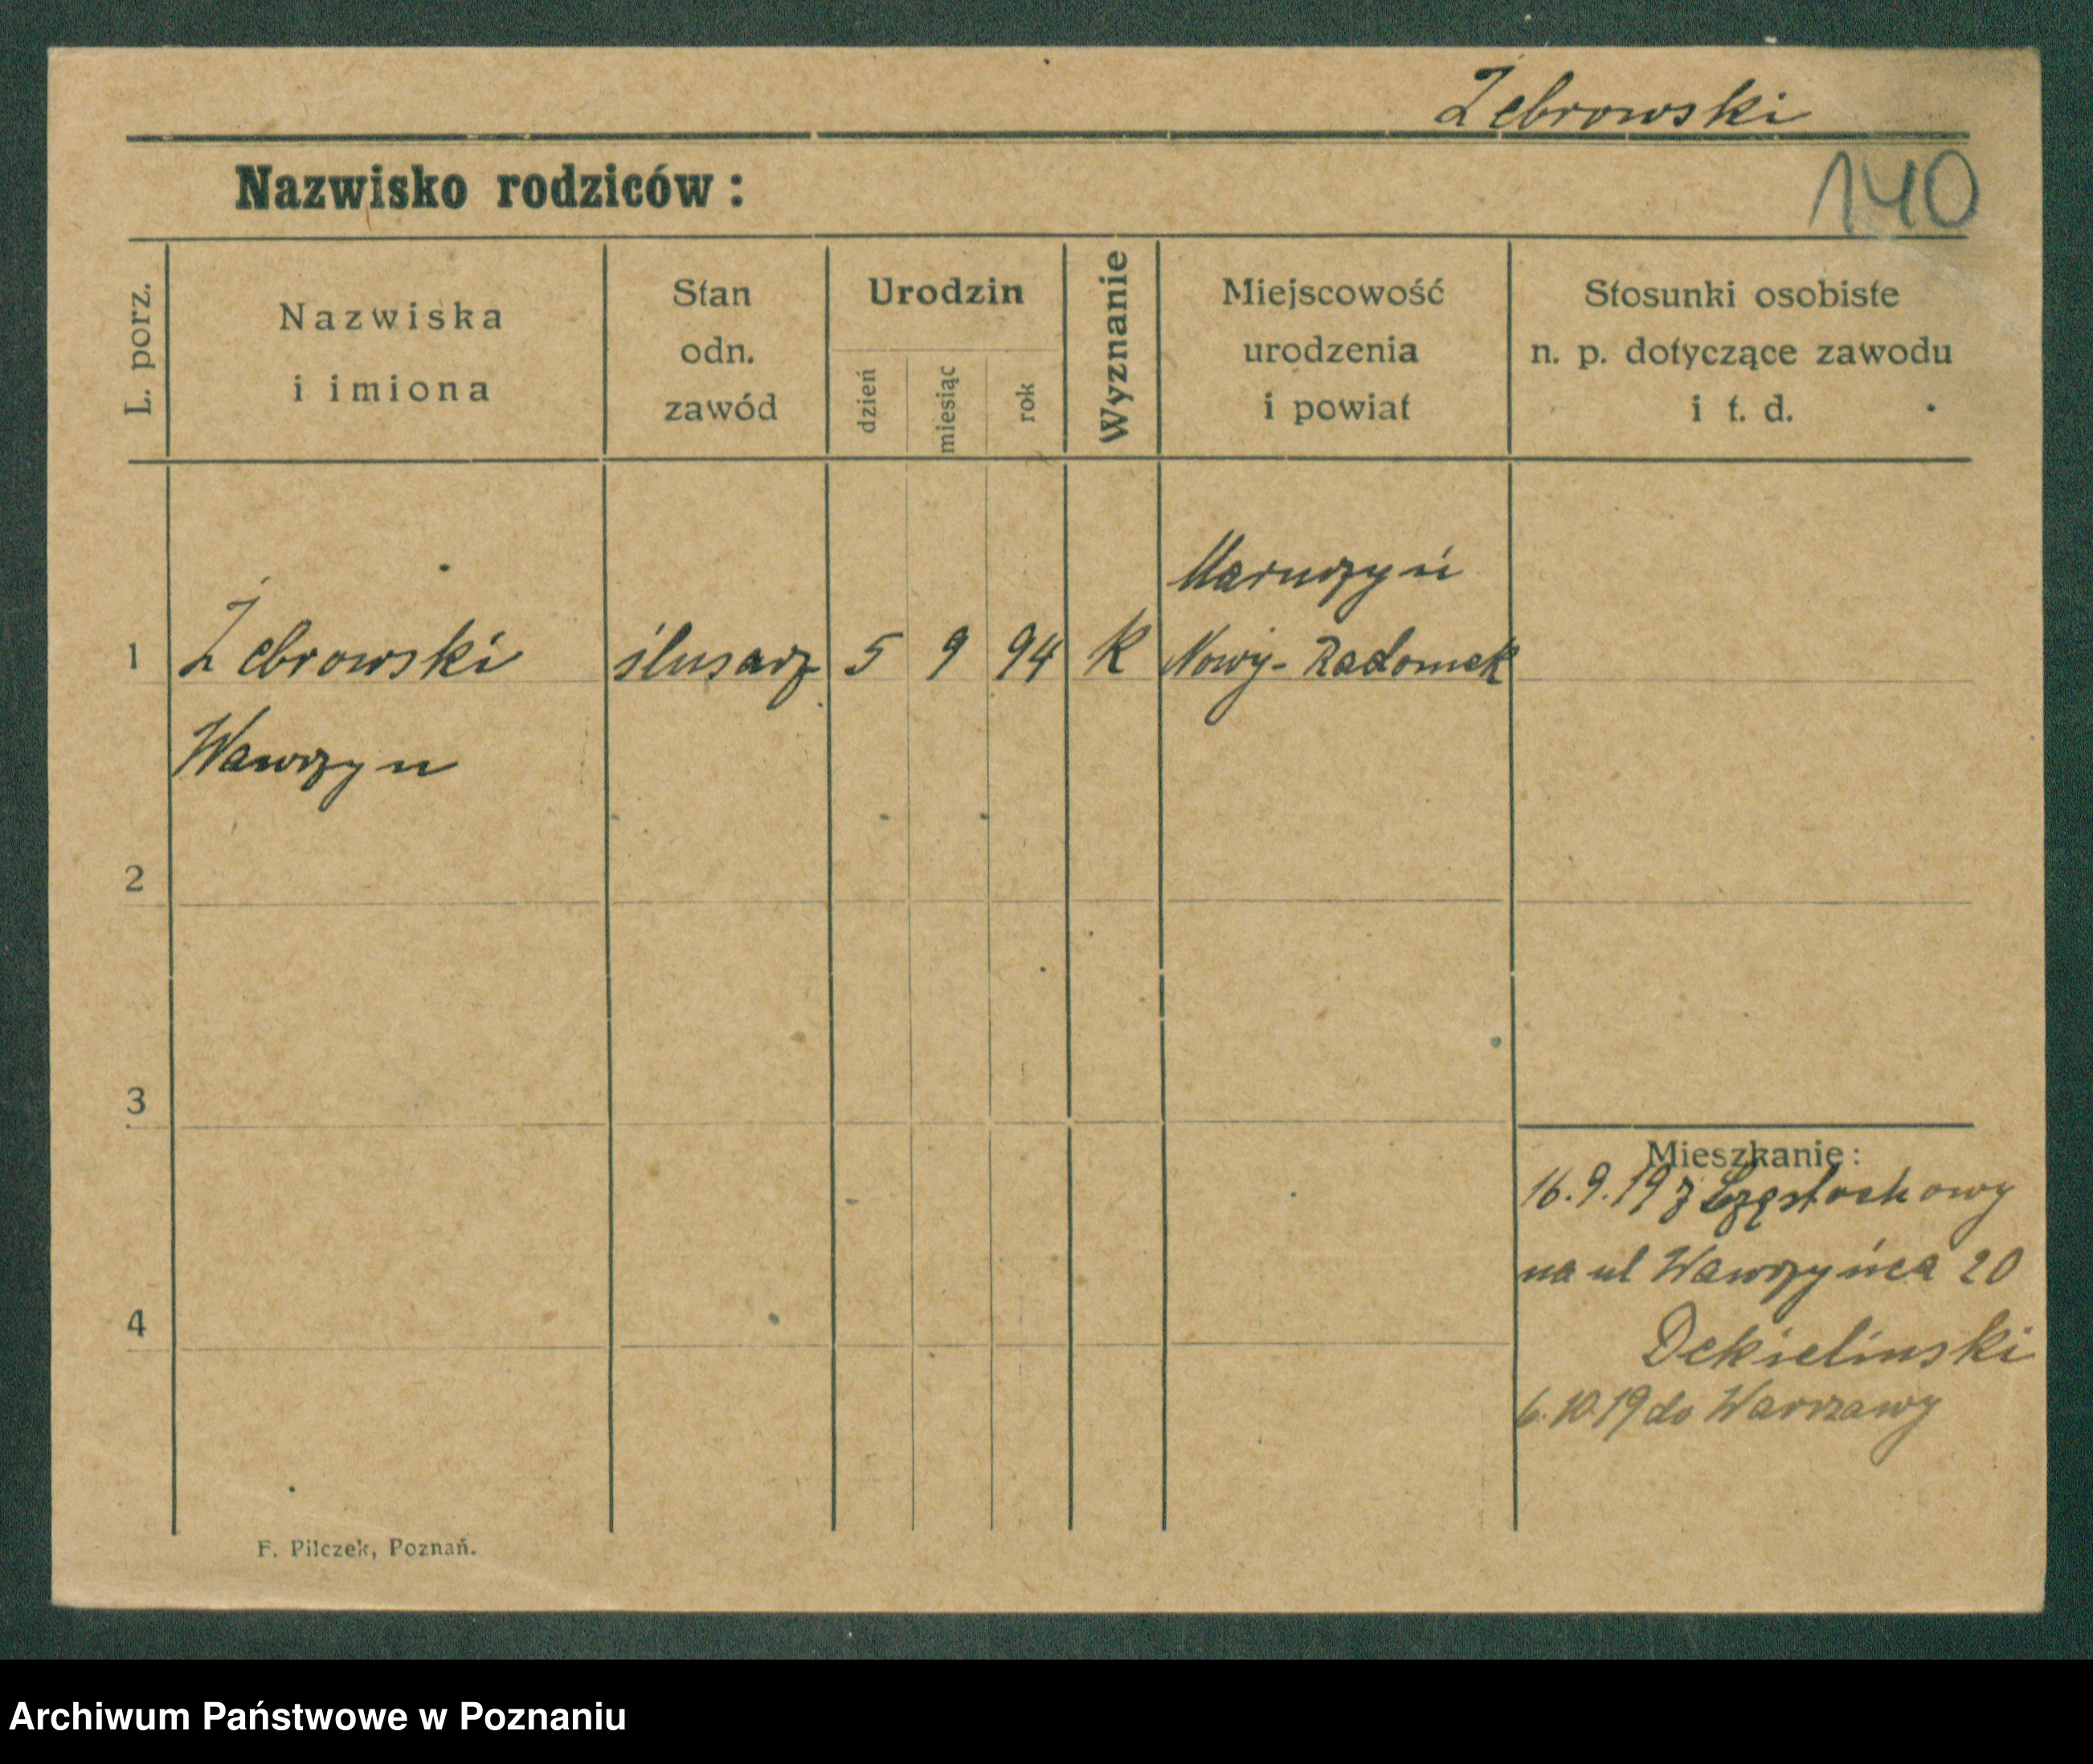 Żebrowski
Nazwisko rodziców:
140
L. porz.
Nazwiska
i imiona
Stan
odn.
zawód
Urodzin
dzień
miesiąc
rok
Wyznanie
Miejscowość
urodzenia
i powiat
Stosunki osobiste
n. p. dotyczące zawodu
i t. d.
1
Żebrowski
Wawrzyn
ślusarz
5
9
94
K
Maruszyń
Nowy-Radomsk
2
3
4
Mieszkanie:
16.9.19 z Częstochowy
na ul Wawrzyńca 20
Dekielinski
6.10.19 do Warszawy
F. Pilczek, Poznań.
Archiwum Państwowe w Poznaniu